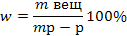 w = m вещ / mр−р 100%